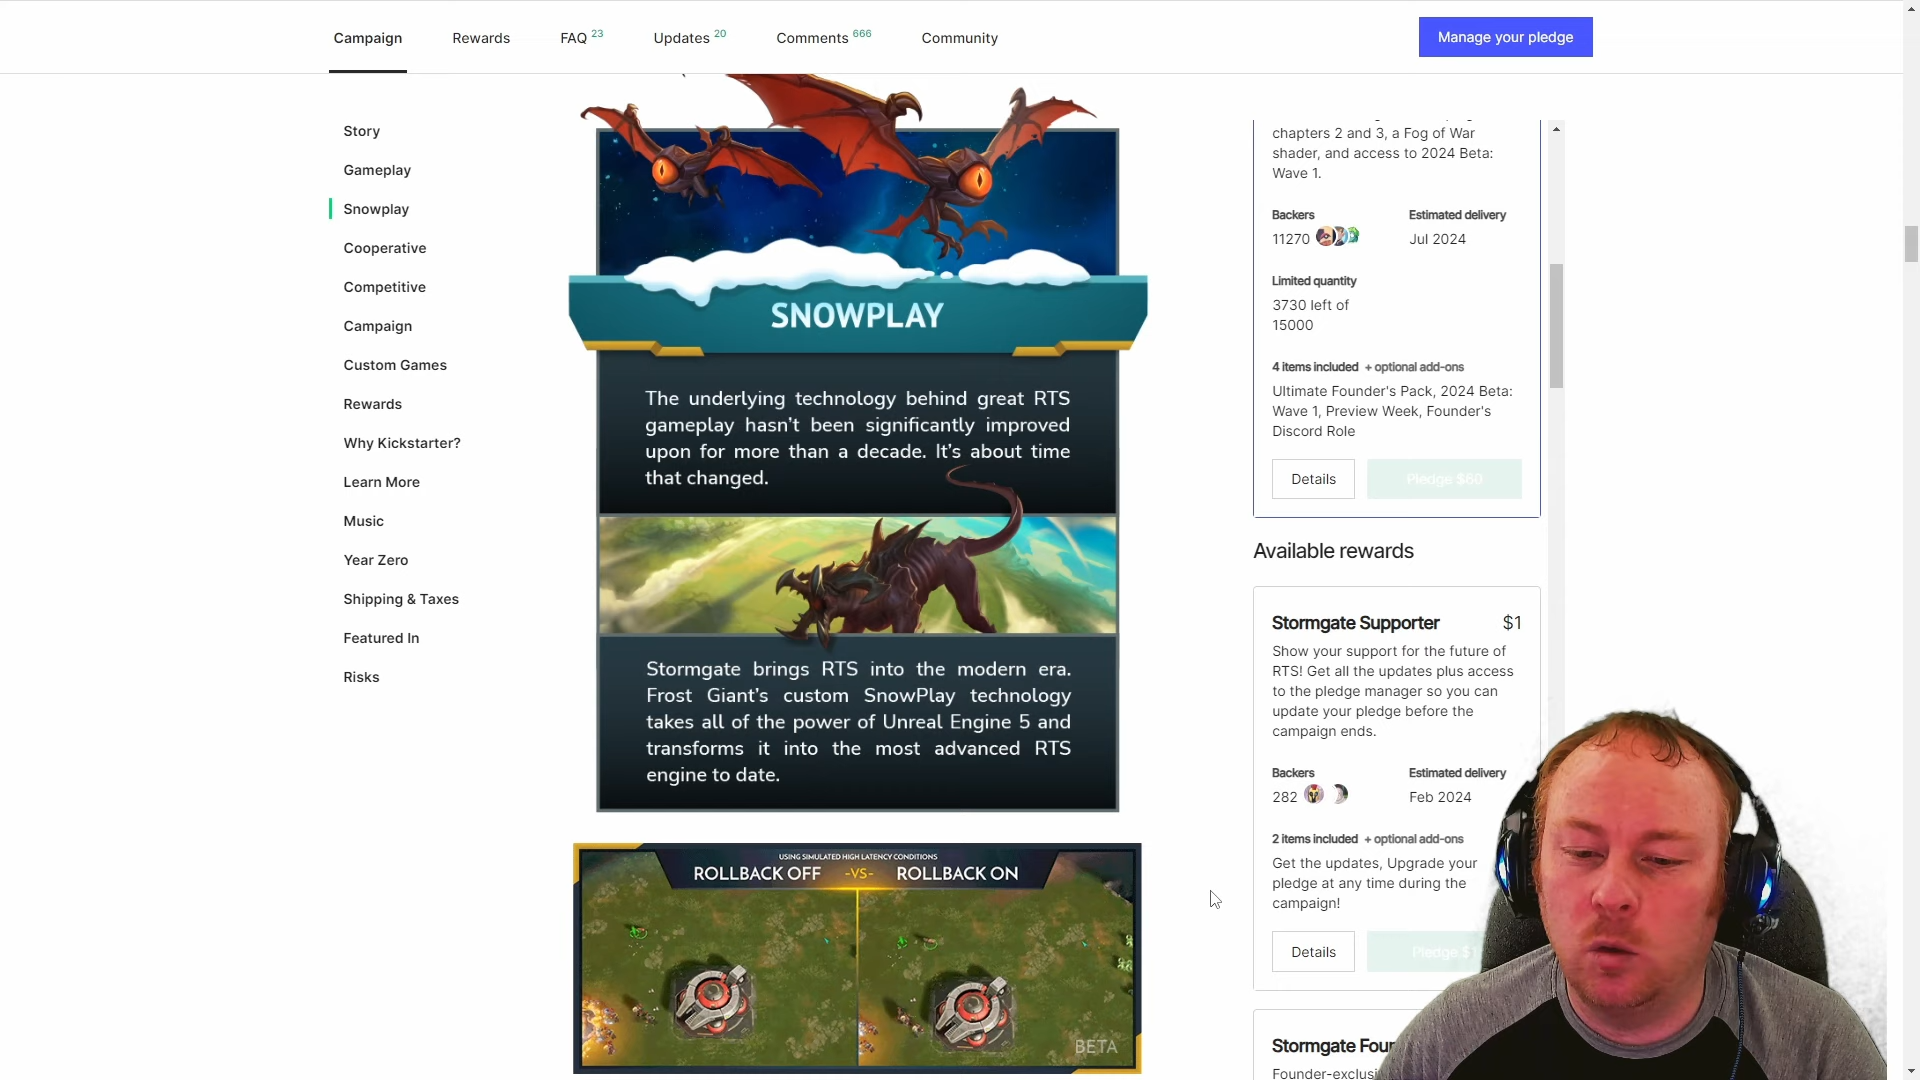 Campaign
Rewards
FAQ 23
Updates 20
Comments 666
Community
Manage your pledge
Story
Gameplay
Snowplay
Cooperative
Competitive
Campaign
Custom Games
Rewards
Why Kickstarter?
Learn More
Music
Year Zero
Shipping & Taxes
Featured In
Risks
SNOWPLAY
The underlying technology behind great RTS
gameplay hasn't been significantly improved
upon for more than a decade. It's about time
that changed.
Stormgate brings RTS into the modern era.
Frost Giant's custom SnowPlay technology
takes all of the power of Unreal Engine 5 and
transforms it into the most advanced RTS
engine to date.
USING SIMULATED HIGH LATENCY CONDITIONS
ROLLBACK OFF -VS- ROLLBACK ON
BETA
chapters 2 and 3, a Fog of War
shader, and access to 2024 Beta:
Wave 1.
Backers
11270
Estimated delivery
Jul 2024
Limited quantity
3730 left of
15000
4 items included + optional add-ons
Ultimate Founder's Pack, 2024 Beta:
Wave 1, Preview Week, Founder's
Discord Role
Details
Pledge $60
Available rewards
Stormgate Supporter $1
Show your support for the future of
RTS! Get all the updates plus access
to the pledge manager so you can
update your pledge before the
campaign ends.
Backers
282
Estimated delivery
Feb 2024
2 items included + optional add-ons
Get the updates, Upgrade your
pledge at any time during the
campaign!
Details
Pledge $1
Stormgate